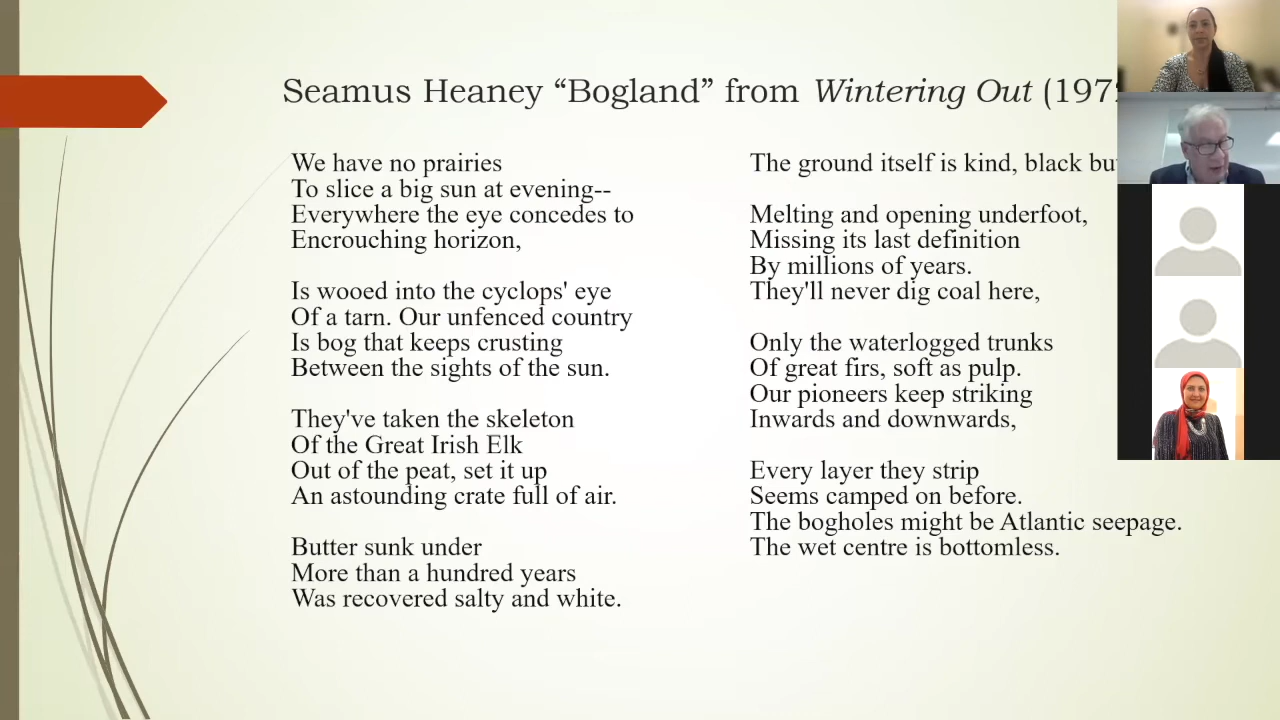 Seamus Heaney “Bogland” from Wintering Out (197
We have no prairies
To slice a big sun at evening--
Everywhere the eye concedes to
Encrouching horizon,
Is wooed into the cyclops' eye
Of a tarn. Our unfenced country
Is bog that keeps crusting
Between the sights of the sun.
They've taken the skeleton
Of the Great Irish Elk
Out of the peat, set it up
An astounding crate full of air.
Butter sunk under
More than a hundred years
Was recovered salty and white.
The ground itself is kind, black
Melting and opening underfoot,
Missing its last definition
By millions of years.
They'll never dig coal here,
Only the waterlogged trunks
Of great firs, soft as pulp.
Our pioneers keep striking
Inwards and downwards,
Every layer they strip
Seems camped on before.
The bogholes might be Atlantic seepage.
The wet centre is bottomless.